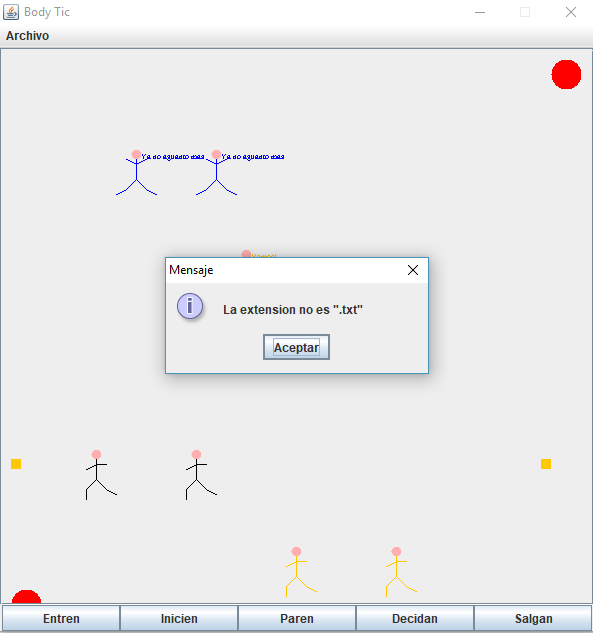 Body Tic
Archivo
Ya no aguanto mas Ya no aguanto mas
Mensaje
La extension no es ".txt"
Aceptar
Entren Inicien Paren Decidan Salgan